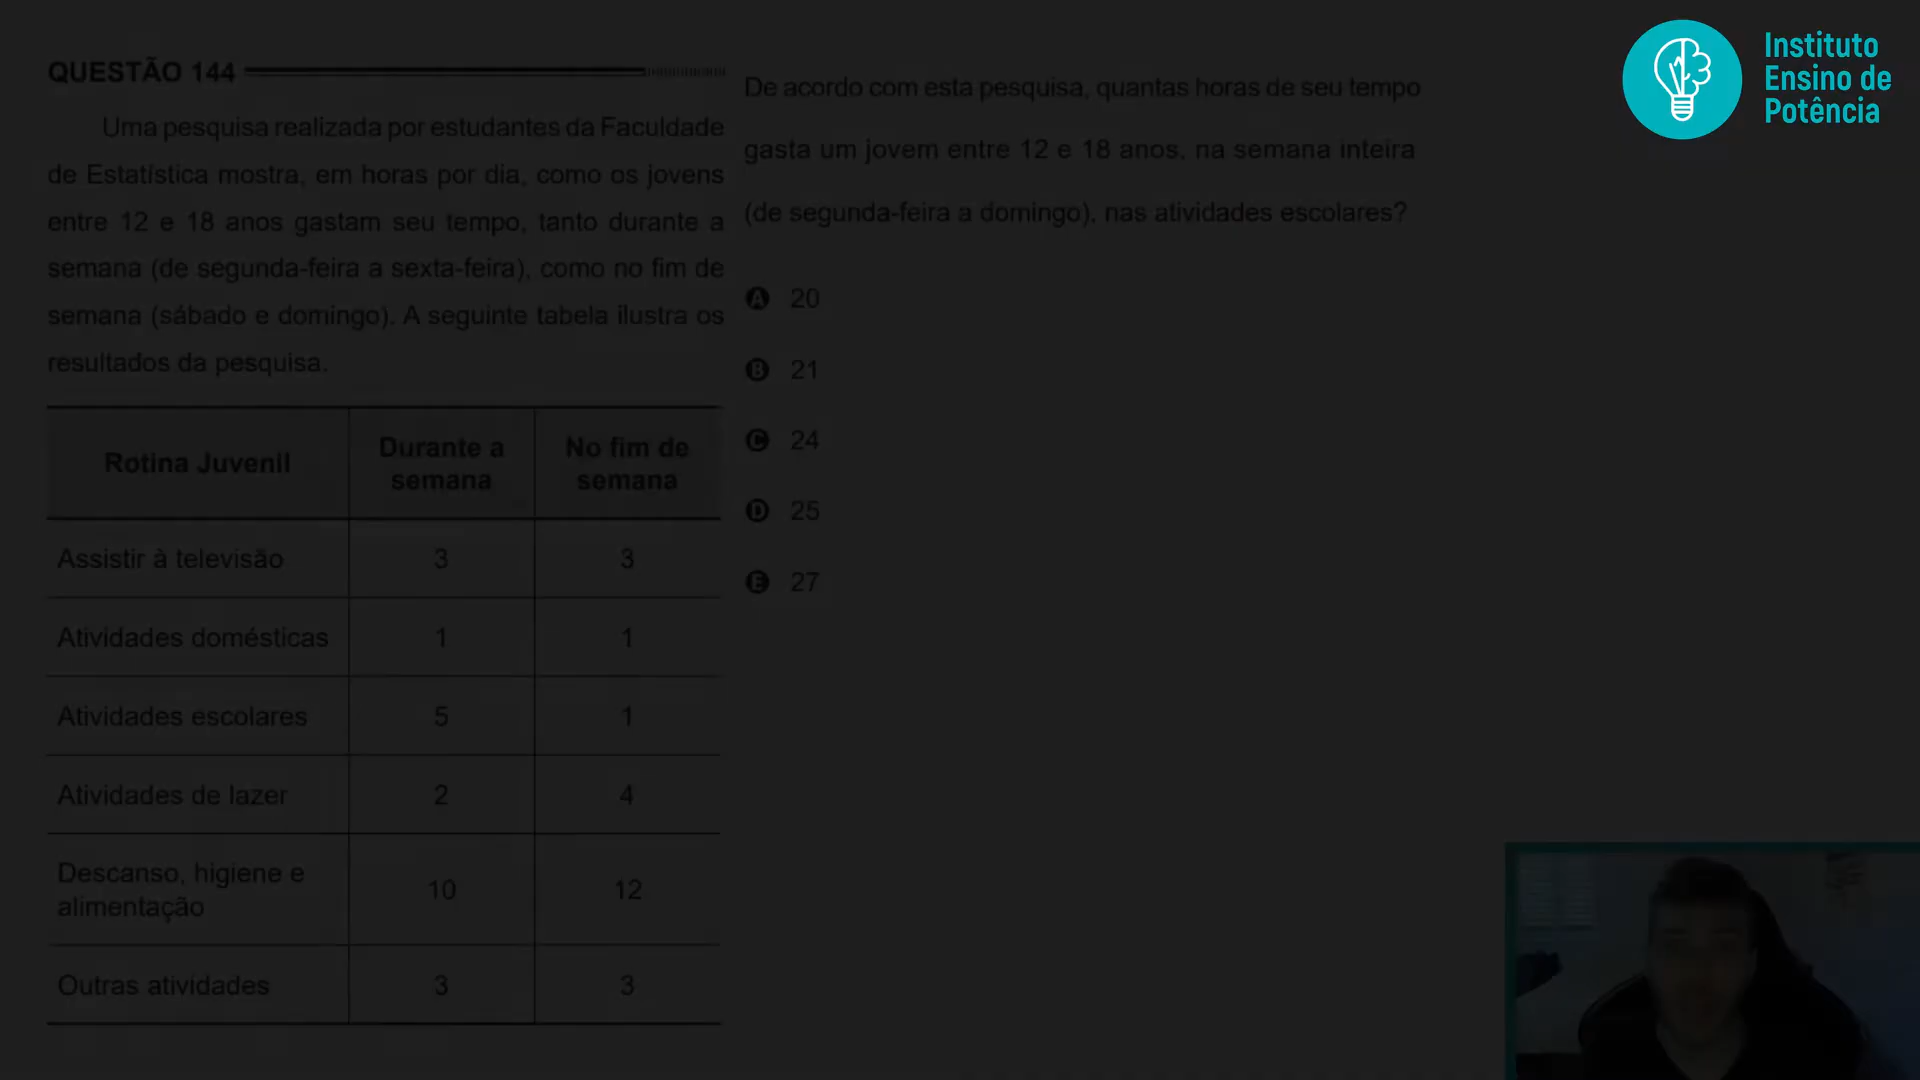 QUESTÃO 144
Uma pesquisa realizada por estudantes da Faculdade
de Estatística mostra, em horas por dia, como os jovens
entre 12 e 18 anos gastam seu tempo, tanto durante a
semana (de segunda-feira a sexta-feira), como no fim de
semana (sábado e domingo). A seguinte tabela ilustra os
resultados da pesquisa.
Rotina Juvenil
Durante a
semana
No fim de
semana
Assistir à televisão 3 3
Atividades domésticas 1 1
Atividades escolares 5 1
Atividades de lazer 2 4
Descanso, higiene e
alimentação
10 12
Outras atividades 3 3
De acordo com esta pesquisa, quantas horas de seu tempo
gasta um jovem entre 12 e 18 anos, na semana inteira
(de segunda-feira a domingo), nas atividades escolares?
A 20
B 21
C 24
D 25
E 27
Instituto
Ensino de
Potência